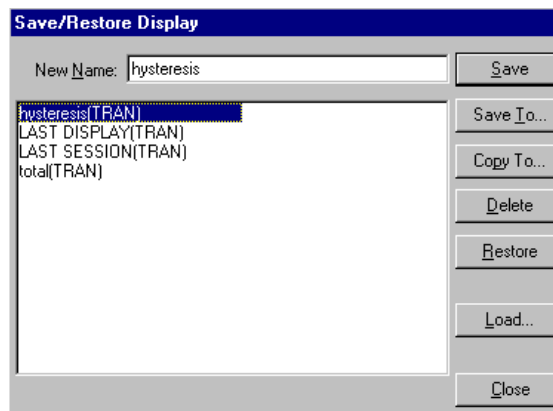 Save/Restore Display
New Name: hysteresis
Save
hysteresis(TRAN)
LAST DISPLAY(TRAN)
LAST SESSION(TRAN)
total(TRAN)
Save To...
Copy To...
Delete
Restore
Load...
Close